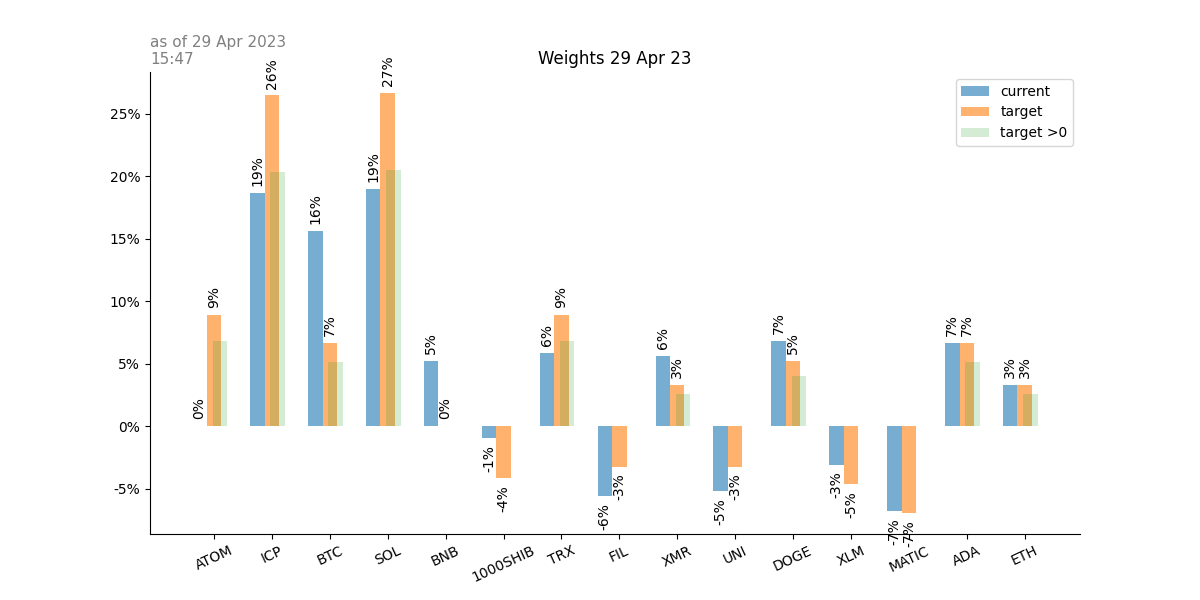 as of 29 Apr 2023
15:47
Weights 29 Apr 23
current
target
target >0
25%
20%
15%
10%
5%
0%
-5%
0%
9%
19%
26%
16%
7%
19%
27%
5%
0%
-1%
-4%
6%
9%
-6%
-3%
6%
3%
-5%
-3%
7%
5%
-3%
-5%
-7%
-7%
7%
7%
3%
3%
ATOM
ICP
BTC
SOL
BNB
1000SHIB
TRX
FIL
XMR
UNI
DOGE
XLM
MATIC
ADA
ETH